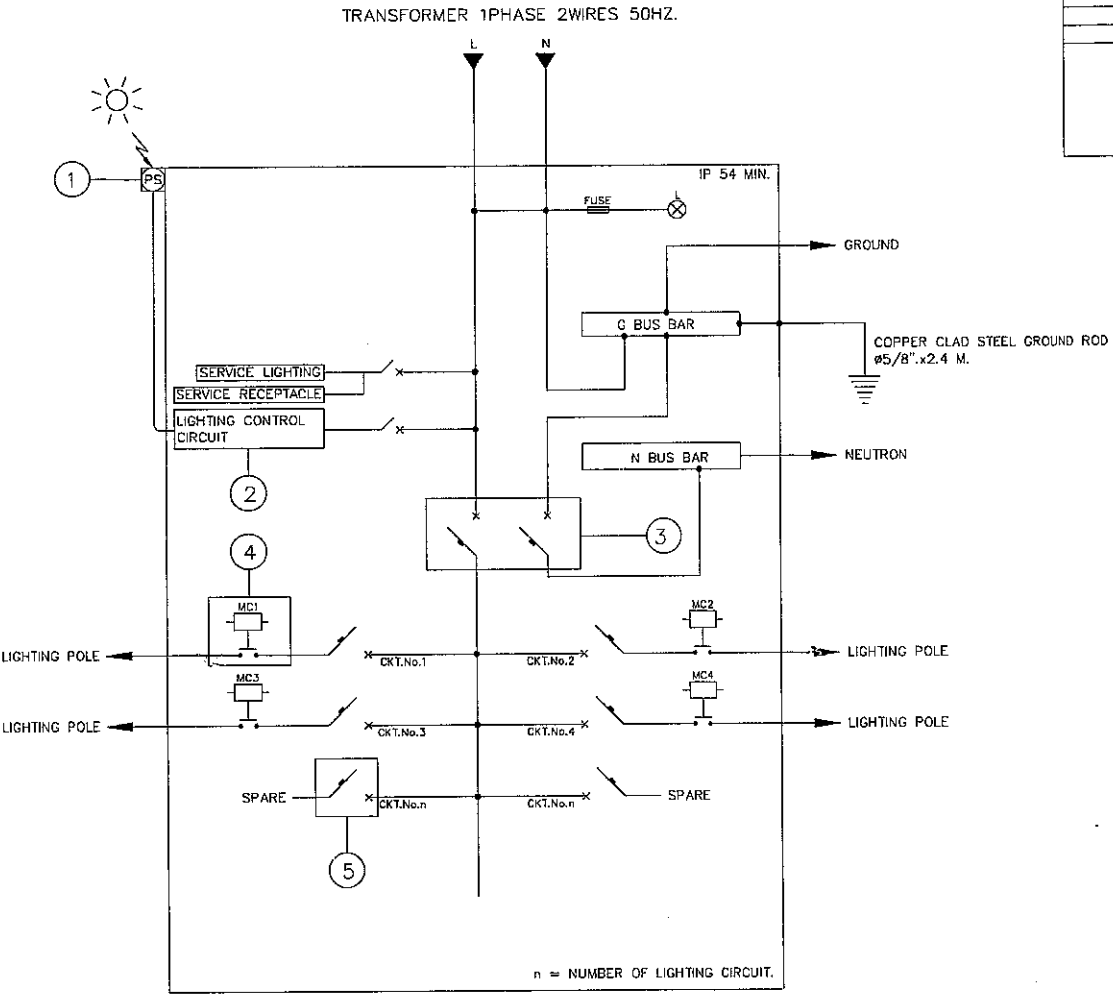 TRANSFORMER 1PHASE 2WIRES 50HZ.
L
N
1
PS
IP 54 MIN.
FUSE
L
GROUND
G BUS BAR
COPPER CLAD STEEL GROUND ROD
ø5/8".x2.4 M.
SERVICE LIGHTING
SERVICE RECEPTACLE
LIGHTING CONTROL
CIRCUIT
N BUS BAR
NEUTRON
2
3
4
MC1
MC2
LIGHTING POLE
CKT.No.1
CKT.No.2
LIGHTING POLE
MC3
MC4
LIGHTING POLE
CKT.No.3
CKT.No.4
LIGHTING POLE
SPARE
CKT.No.n
CKT.No.n
SPARE
5
n = NUMBER OF LIGHTING CIRCUIT.